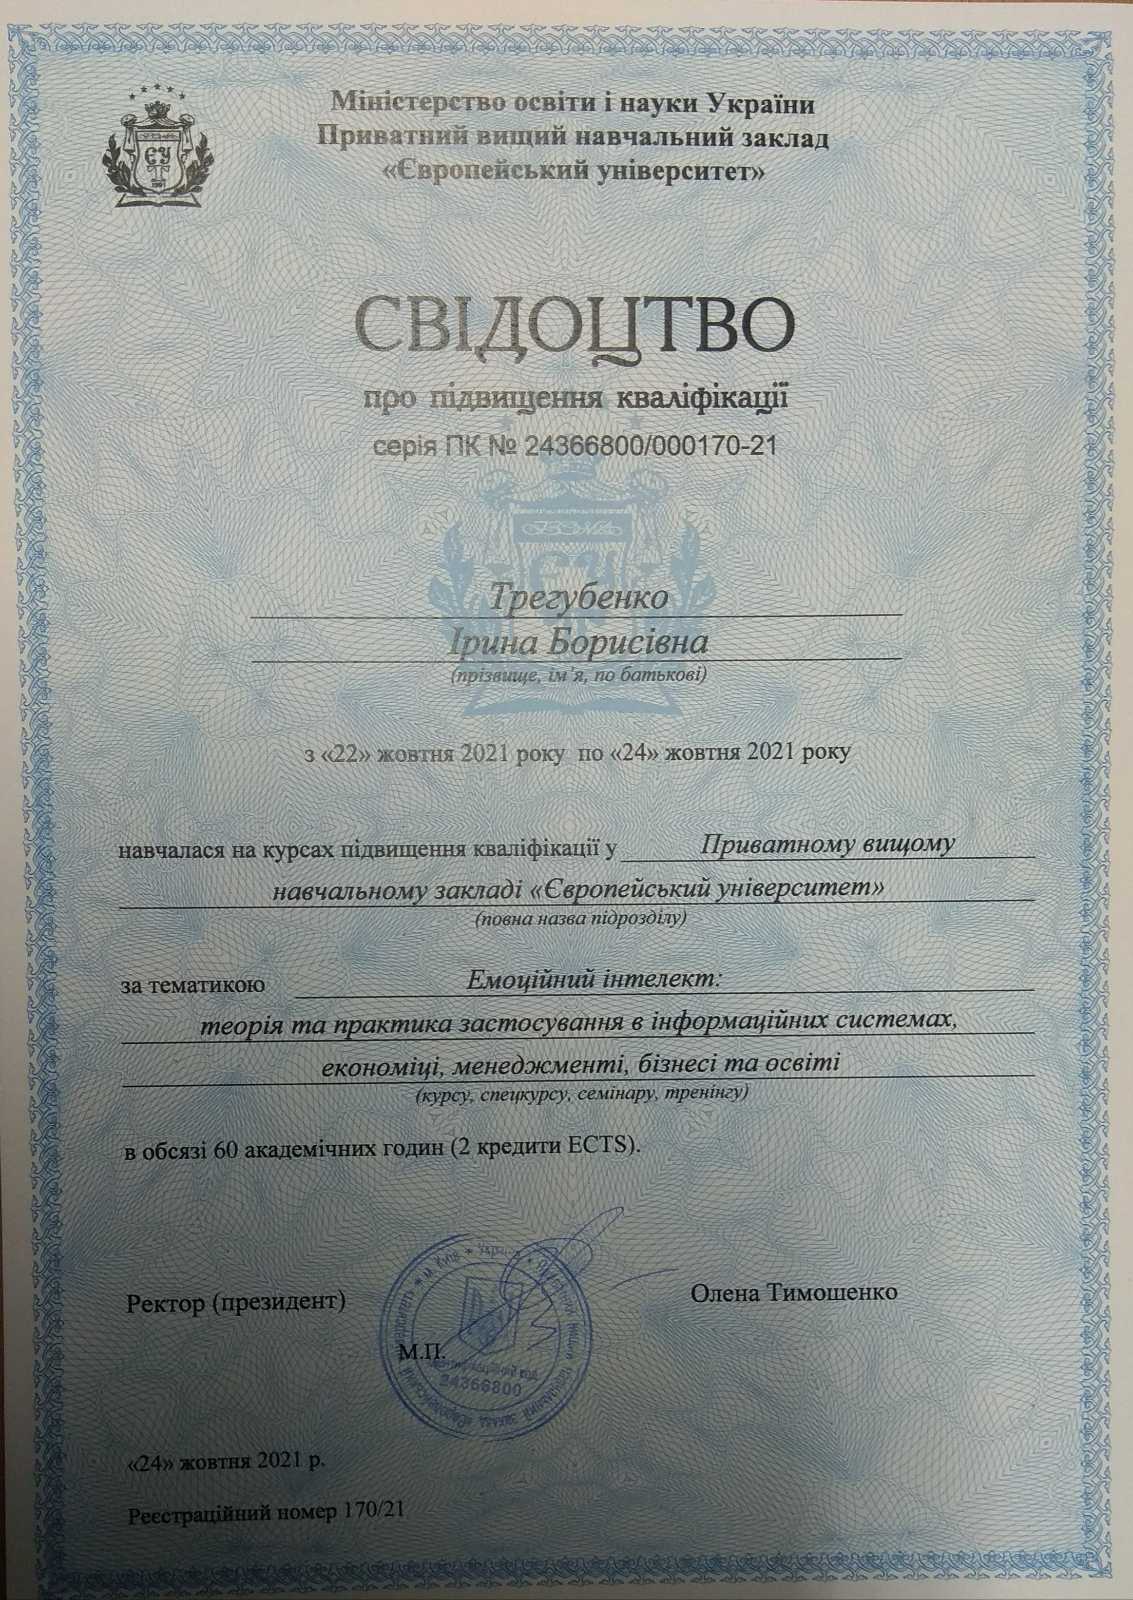 Міністерство освіти і науки України
Приватний вищий навчальний заклад
«Європейський університет»
ЄУ
СВІДОЦТВО
про підвищення кваліфікації
серія ПК № 24366800/000170-21
Трегубенко
Ірина Борисівна
(прізвище, ім'я, по батькові)
з «22» жовтня 2021 року по «24» жовтня 2021 року
навчалася на курсах підвищення кваліфікації у Приватному вищому
навчальному закладі «Європейський університет»
(повна назва підрозділу)
за тематикою Емоційний інтелект:
теорія та практика застосування в інформаційних системах,
економіці, менеджменті, бізнесі та освіті
(курсу, спецкурсу, семінару, тренінгу)
в обсязі 60 академічних годин (2 кредити ECTS).
Ректор (президент) Олена Тимошенко
М.П.
24366800
«24» жовтня 2021 р.
Реєстраційний номер 170/21